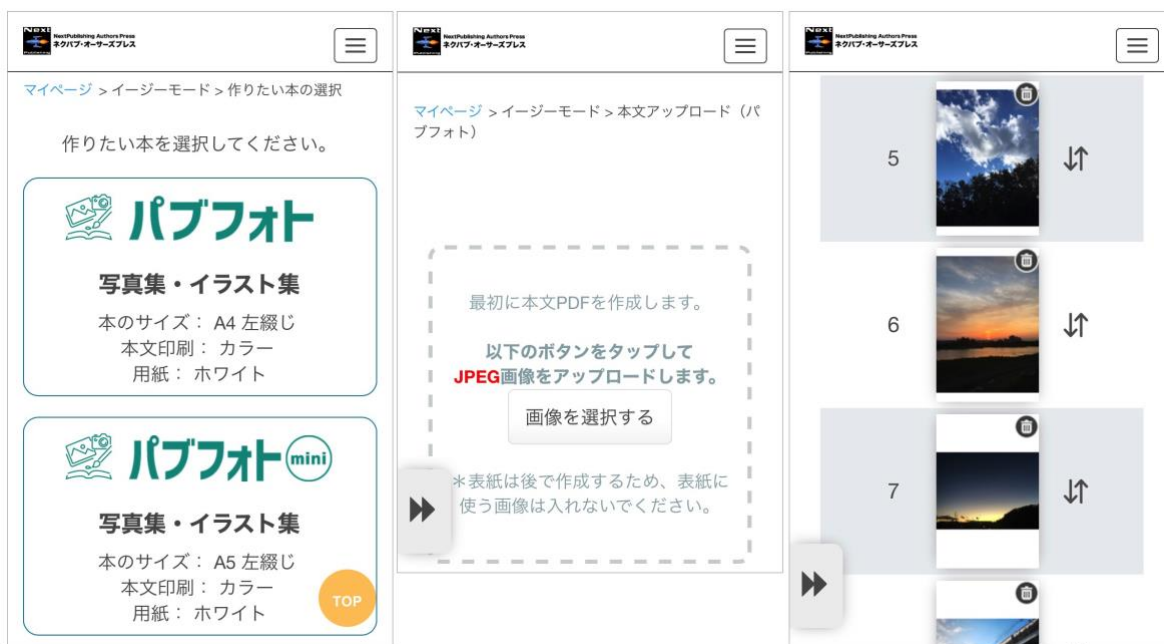 Next
Publishing
NextPublishing Authors Press
ネクパブ・オーサーズプレス
マイページ > イージーモード > 作りたい本の選択
作りたい本を選択してください。
パブフォト
写真集・イラスト集
本のサイズ： A4 左綴じ
本文印刷： カラー
用紙： ホワイト
パブフォト mini
写真集・イラスト集
本のサイズ： A5 左綴じ
本文印刷： カラー
用紙： ホワイト
TOP
Next
Publishing
NextPublishing Authors Press
ネクパブ・オーサーズプレス
マイページ > イージーモード > 本文アップロード（パ
ブフォト）
最初に本文PDFを作成します。
以下のボタンをタップして
JPEG画像をアップロードします。
画像を選択する
＊表紙は後で作成するため、表紙に
使う画像は入れないでください。
Next
Publishing
NextPublishing Authors Press
ネクパブ・オーサーズプレス
5
6
7